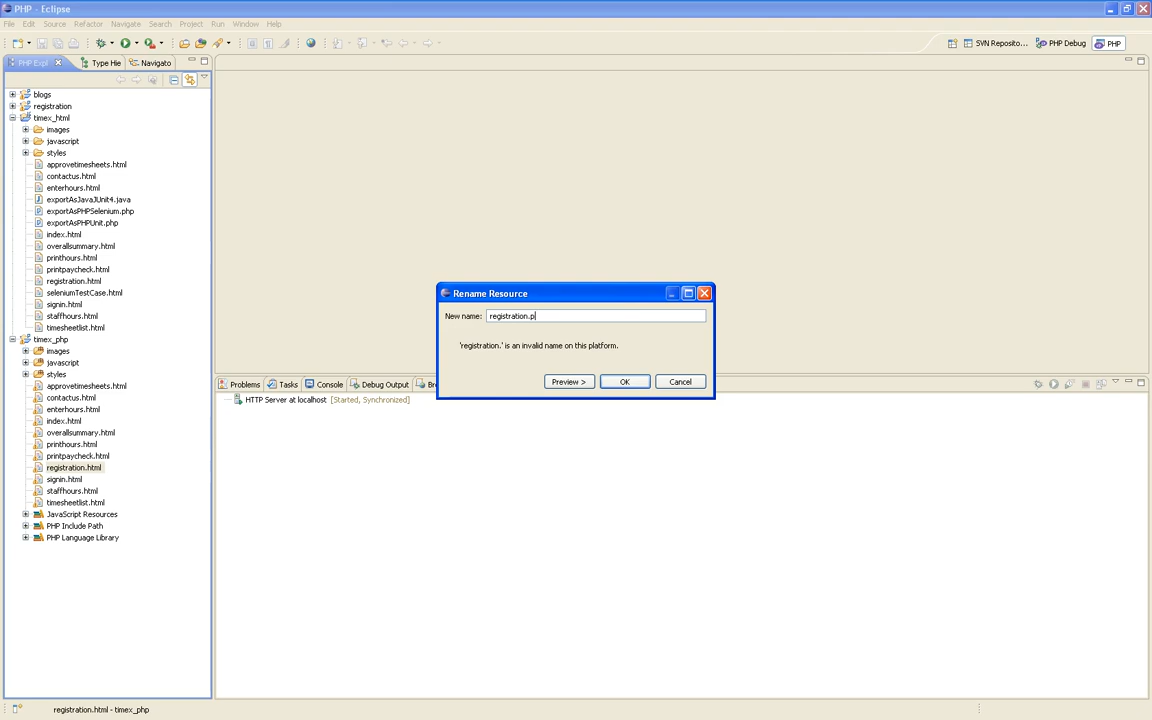 PHP - Eclipse
File Edit Source Refactor Navigate Search Project Run Window Help
SVN Reposito... PHP Debug PHP
PHP Expl Type Hie Navigato
blogs
registration
timex_html
images
javascript
styles
approvetimesheets.html
contactus.html
enterhours.html
exportAsJavaJUnit4.java
exportAsPHPSelenium.php
exportAsPHPUnit.php
index.html
overallsummary.html
printhours.html
printpaycheck.html
registration.html
seleniumTestCase.html
signin.html
staffhours.html
timesheetlist.html
timex_php
images
javascript
styles
approvetimesheets.html
contactus.html
enterhours.html
index.html
overallsummary.html
printhours.html
printpaycheck.html
registration.html
signin.html
staffhours.html
timesheetlist.html
JavaScript Resources
PHP Include Path
PHP Language Library
Rename Resource
New name: registration.p
'registration.' is an invalid name on this platform.
Preview > OK Cancel
Problems Tasks Console Debug Output Br
HTTP Server at localhost [Started, Synchronized]
registration.html - timex_php